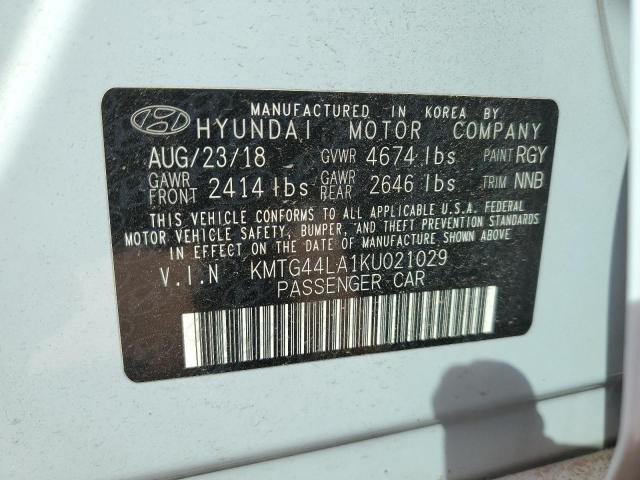 MANUFACTURED IN KOREA BY
HYUNDAI MOTOR COMPANY
AUG/23/18 GVWR 4674 lbs PAINT RGY
GAWR FRONT 2414 lbs GAWR REAR 2646 lbs TRIM NNB
THIS VEHICLE CONFORMS TO ALL APPLICABLE U.S.A. FEDERAL
MOTOR VEHICLE SAFETY, BUMPER, AND THEFT PREVENTION STANDARDS
IN EFFECT ON THE DATE OF MANUFACTURE SHOWN ABOVE.
V.I.N KMTG44LA1KU021029
PASSENGER CAR